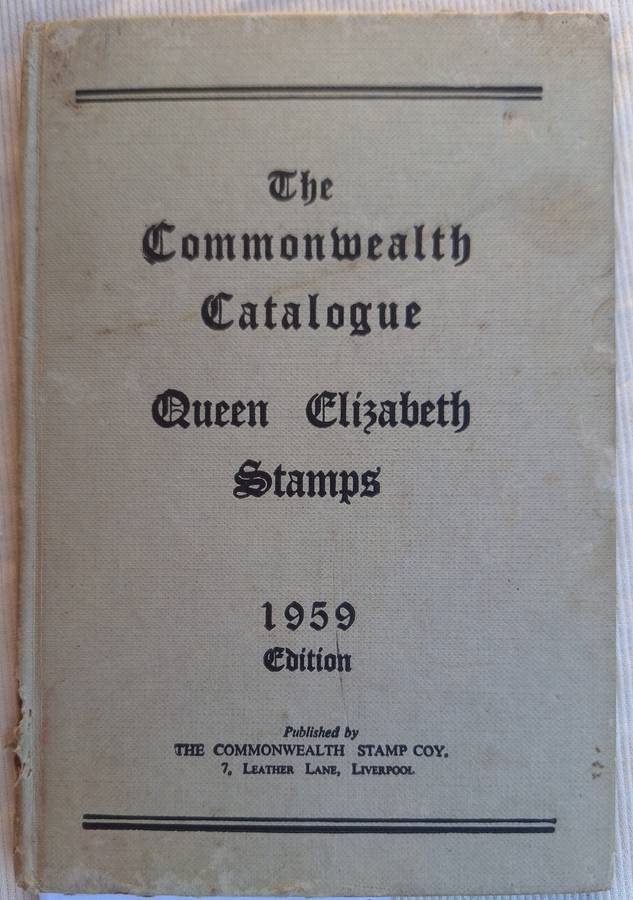 The
Commonwealth
Catalogue
Queen Elizabeth
Stamps
1959
Edition
Published by
THE COMMONWEALTH STAMP COY.
7, LEATHER LANE, LIVERPOOL